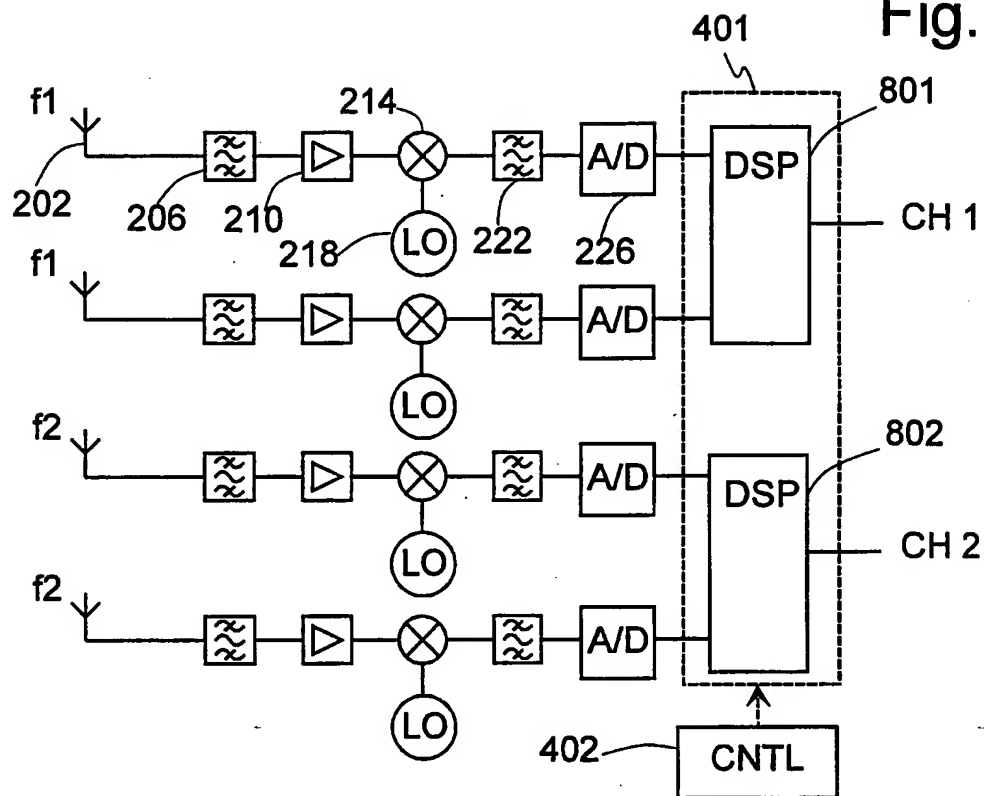 Fig.
401
f1
214
801
A/D
DSP
202
206
210
218
LO
222
226
CH 1
f1
A/D
LO
f2
802
A/D
DSP
LO
CH 2
f2
A/D
LO
402
CNTL